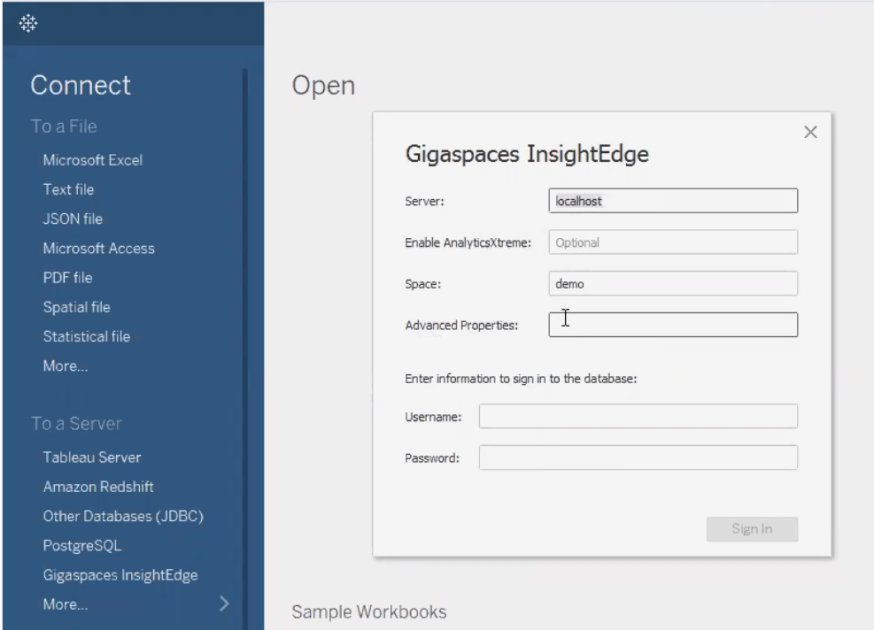 Connect
To a File
Microsoft Excel
Text file
JSON file
Microsoft Access
PDF file
Spatial file
Statistical file
More...
To a Server
Tableau Server
Amazon Redshift
Other Databases (JDBC)
PostgreSQL
Gigaspaces InsightEdge
More...
Open
Gigaspaces InsightEdge
Server: localhost
Enable AnalyticsXtreme: Optional
Space: demo
Advanced Properties:
Enter information to sign in to the database:
Username:
Password:
Sign In
Sample Workbooks